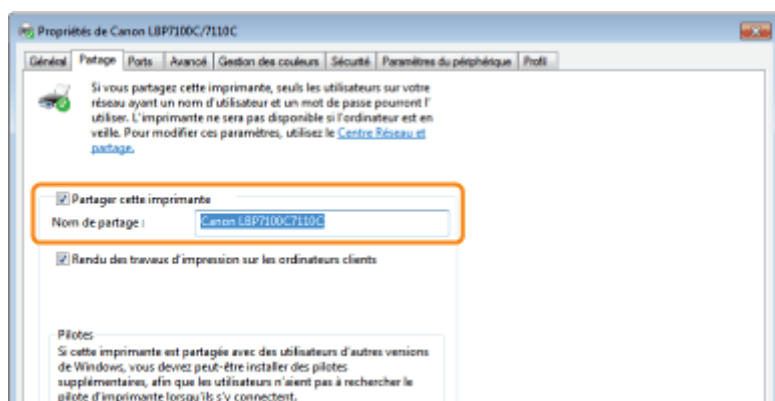 Propriétés de Canon LBP7100C/7110C
Général Partage Ports Avancé Gestion des couleurs Sécurité Paramètres du périphérique Profil
Si vous partagez cette imprimante, seuls les utilisateurs sur votre
réseau ayant un nom d'utilisateur et un mot de passe pourront l'
utiliser. L'imprimante ne sera pas disponible si l'ordinateur est en
veille. Pour modifier ces paramètres, utilisez le Centre Réseau et
partage.
Partager cette imprimante
Nom de partage : Canon LBP7100C7110C
Rendu des travaux d'impression sur les ordinateurs clients
Pilotes
Si cette imprimante est partagée avec des utilisateurs d'autres versions
de Windows, vous devrez peut-être installer des pilotes
supplémentaires, afin que les utilisateurs n'aient pas à rechercher le
pilote d'imprimante lorsqu'ils s'y connectent.